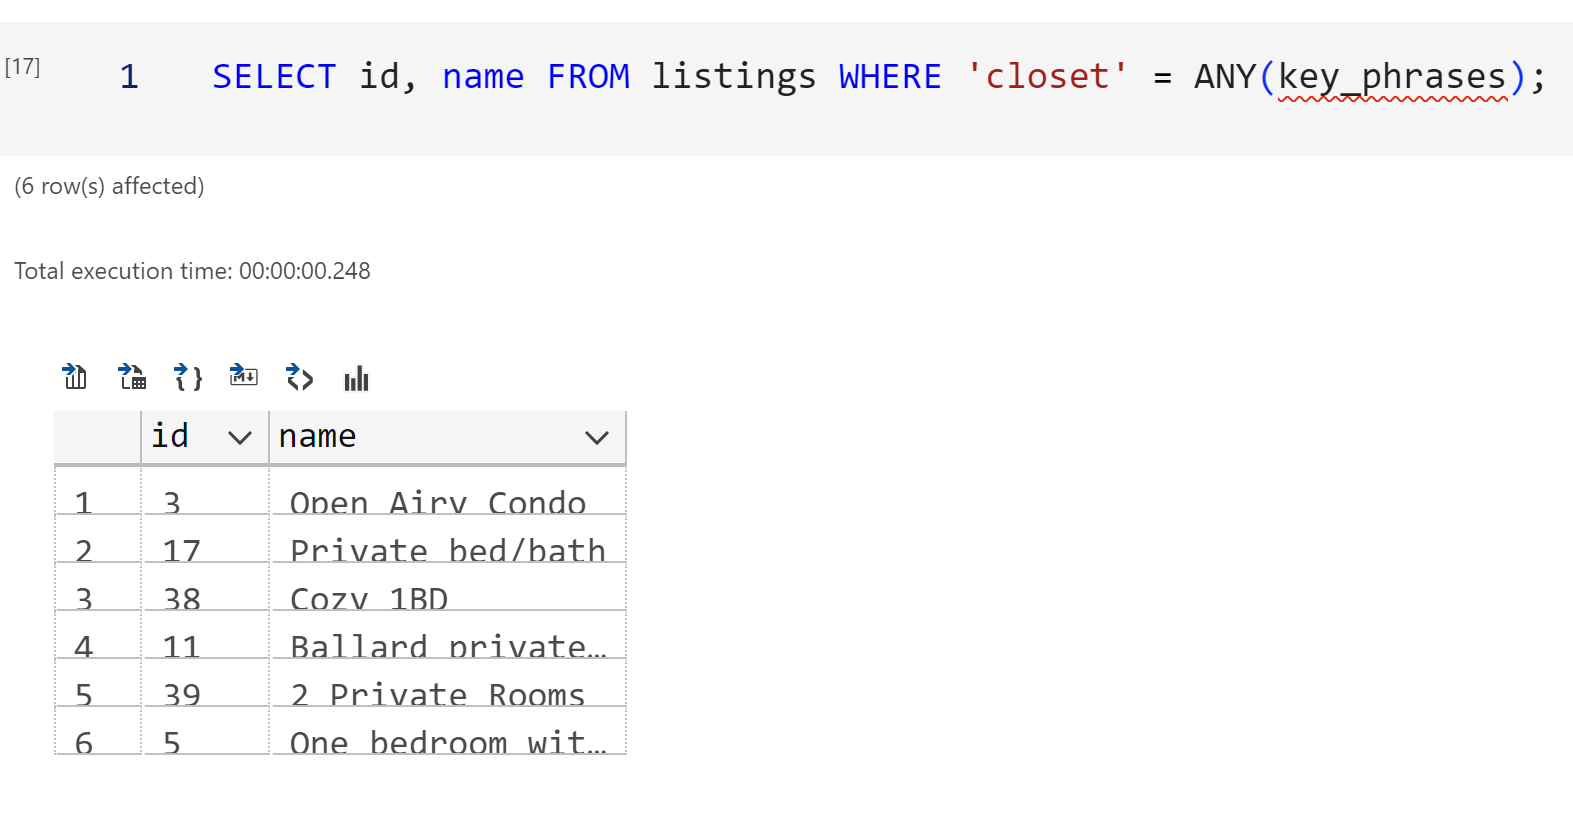 [17]
1 SELECT id, name FROM listings WHERE 'closet' = ANY(key_phrases);
(6 row(s) affected)
Total execution time: 00:00:00.248
M
id name
1 3 Open Airy Condo
2 17 Private bed/bath
3 38 Cozy 1BD
4 11 Ballard private…
5 39 2 Private Rooms
6 5 One bedroom wit…